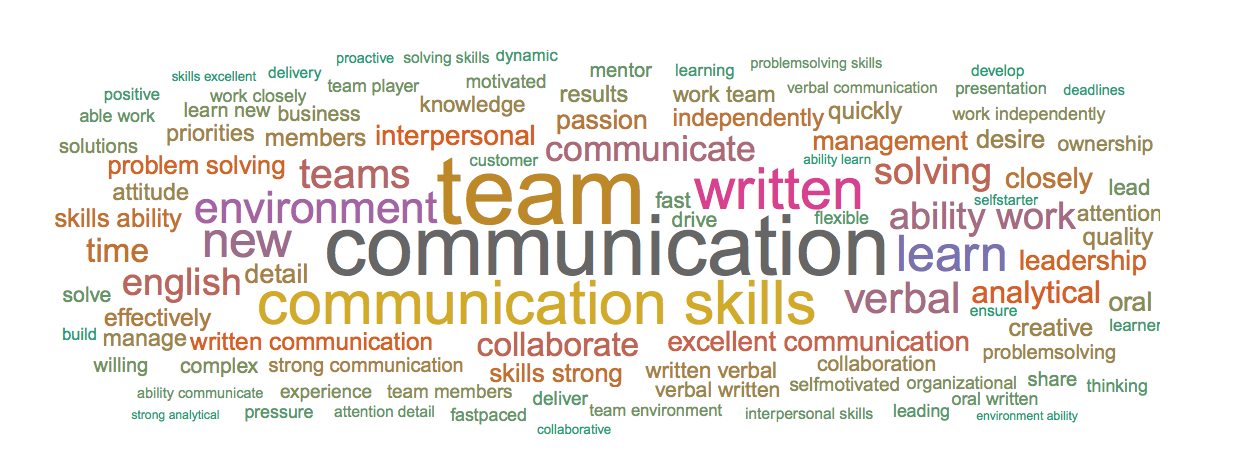 proactive solving skills dynamic
skills excellent delivery team player motivated mentor learning problemsolving skills develop
positive work closely knowledge results work team verbal communication presentation deadlines
able work learn new business passion independently quickly work independently
solutions priorities members interpersonal communicate management desire ownership
problem solving teams customer team written ability learn solving closely lead
attitude environment fast selfstarter
skills ability drive flexible ability work attention
time new communication learn quality
english detail leadership
solve communication skills verbal analytical oral
effectively ensure
build manage written communication collaborate excellent communication creative learner
willing complex strong communication skills strong written verbal collaboration problemsolving
ability communicate experience team members deliver verbal written selfmotivated organizational share thinking
strong analytical pressure attention detail fastpaced team environment interpersonal skills leading oral written
collaborative environment ability